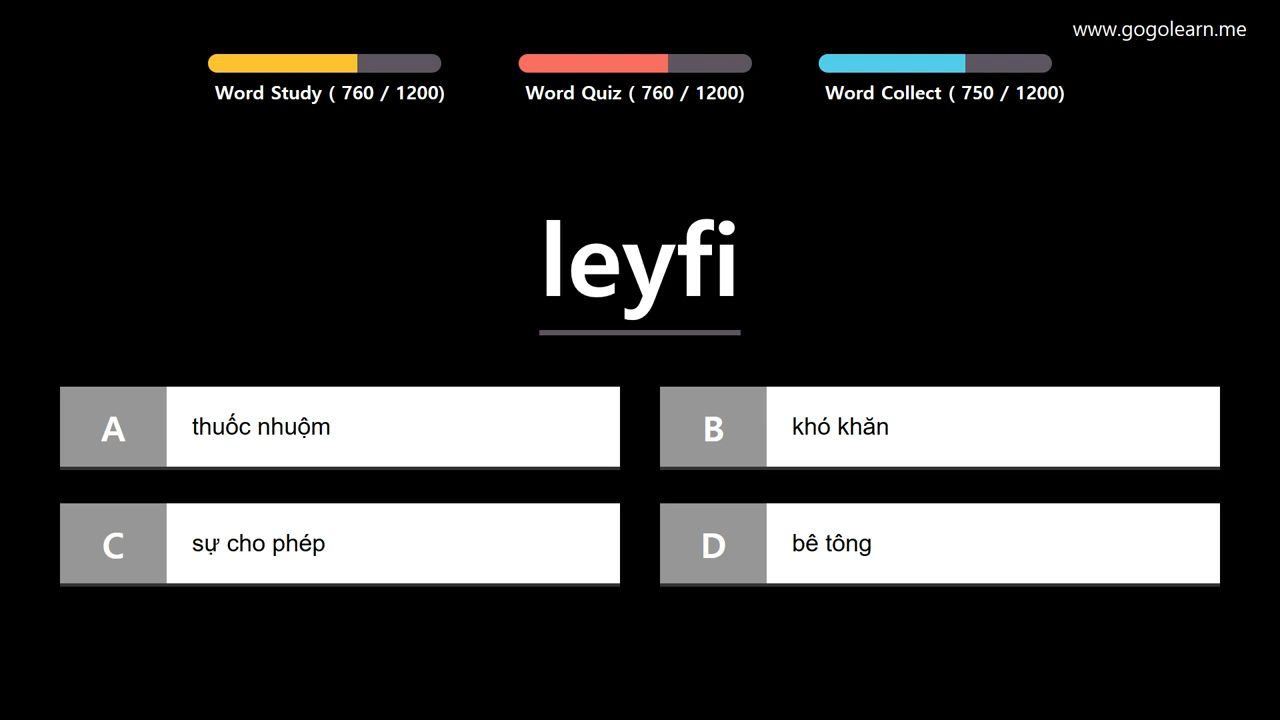 www.gogolearn.me
Word Study ( 760 / 1200)
Word Quiz ( 760 / 1200)
Word Collect ( 750 / 1200)
leyfi
A
thuốc nhuộm
B
khó khăn
C
sự cho phép
D
bê tông